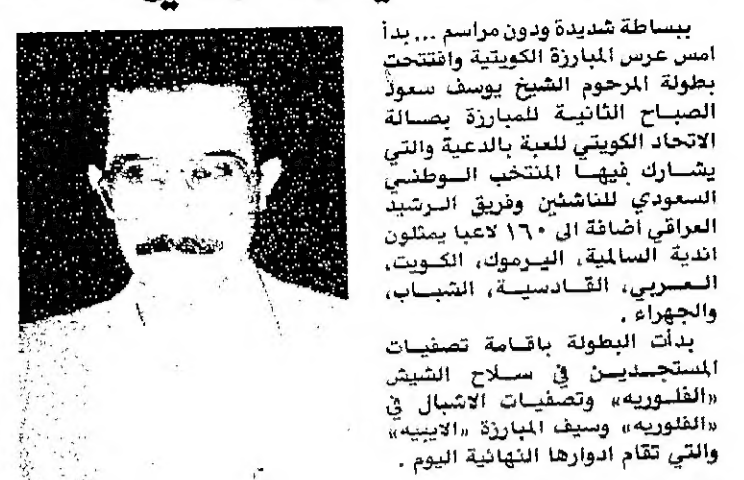 ببساطة شديدة ودون مراسم ... بدأ
امس عرس المبارزة الكويتية وافتتحت
بطولة المرحوم الشيخ يوسف سعود
الصباح الثانية للمبارزة بصالة
الاتحاد الكويتي للعبة بالدعية والتي
يشارك فيها المنتخب الوطني
السعودي للناشئين وفريق الرشيد
العراقي أضافة الى ١٦٠ لاعبا يمثلون
اندية السالمية، اليرموك، الكويت،
العربي، القادسية، الشباب،
والجهراء .
بدأت البطولة باقامة تصفيات
المستجدين في سلاح الشيش
«الفلوريه» وتصفيات الاشبال في
«الفلوريه» وسيف المبارزة «الايبيه»
والتي تقام ادوارها النهائية اليوم .